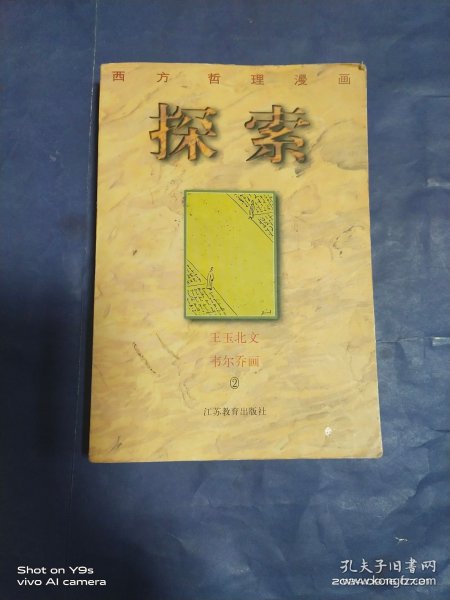 西方哲理漫画
探索
王玉北文
韦尔乔画
②
江苏教育出版社
Shot on Y9s
vivo AI camera
孔夫子旧书网